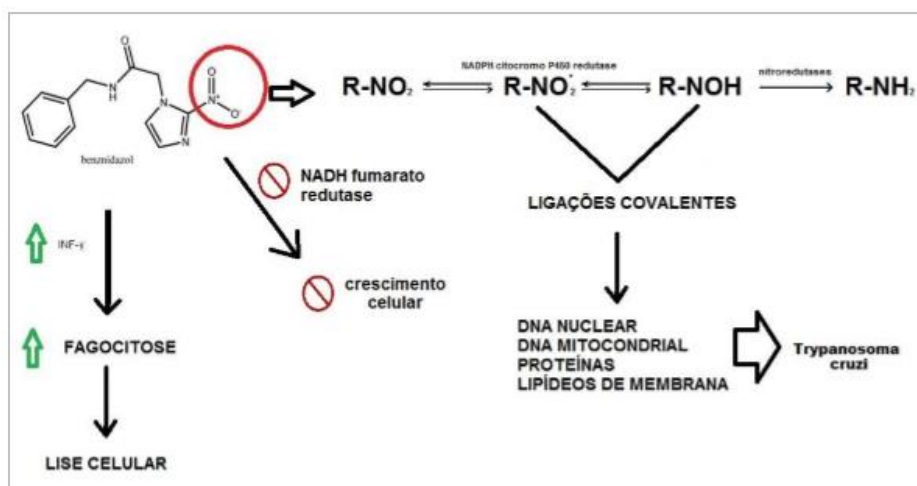 O
NH
N
N
N⁺
O
O⁻
benznidazol
R-NO₂
NADPH citocromo P450 redutase
R-NO₂˙
R-NOH
nitroredutases
R-NH₂
NADH fumarato
redutase
LIGAÇÕES COVALENTES
INF-γ
crescimento
celular
FAGOCITOSE
DNA NUCLEAR
DNA MITOCONDRIAL
PROTEÍNAS
LIPÍDEOS DE MEMBRANA
Trypanosoma
cruzi
LISE CELULAR